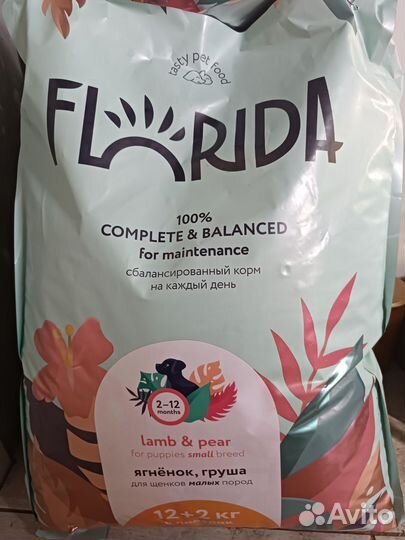 tasty pet food
FLORIDA
100%
COMPLETE & BALANCED
for maintenance
сбалансированный корм
на каждый день
2–12
months
lamb & pear
for puppies small breed
ягнёнок, груша
для щенков малых пород
12+2 кг
Avito